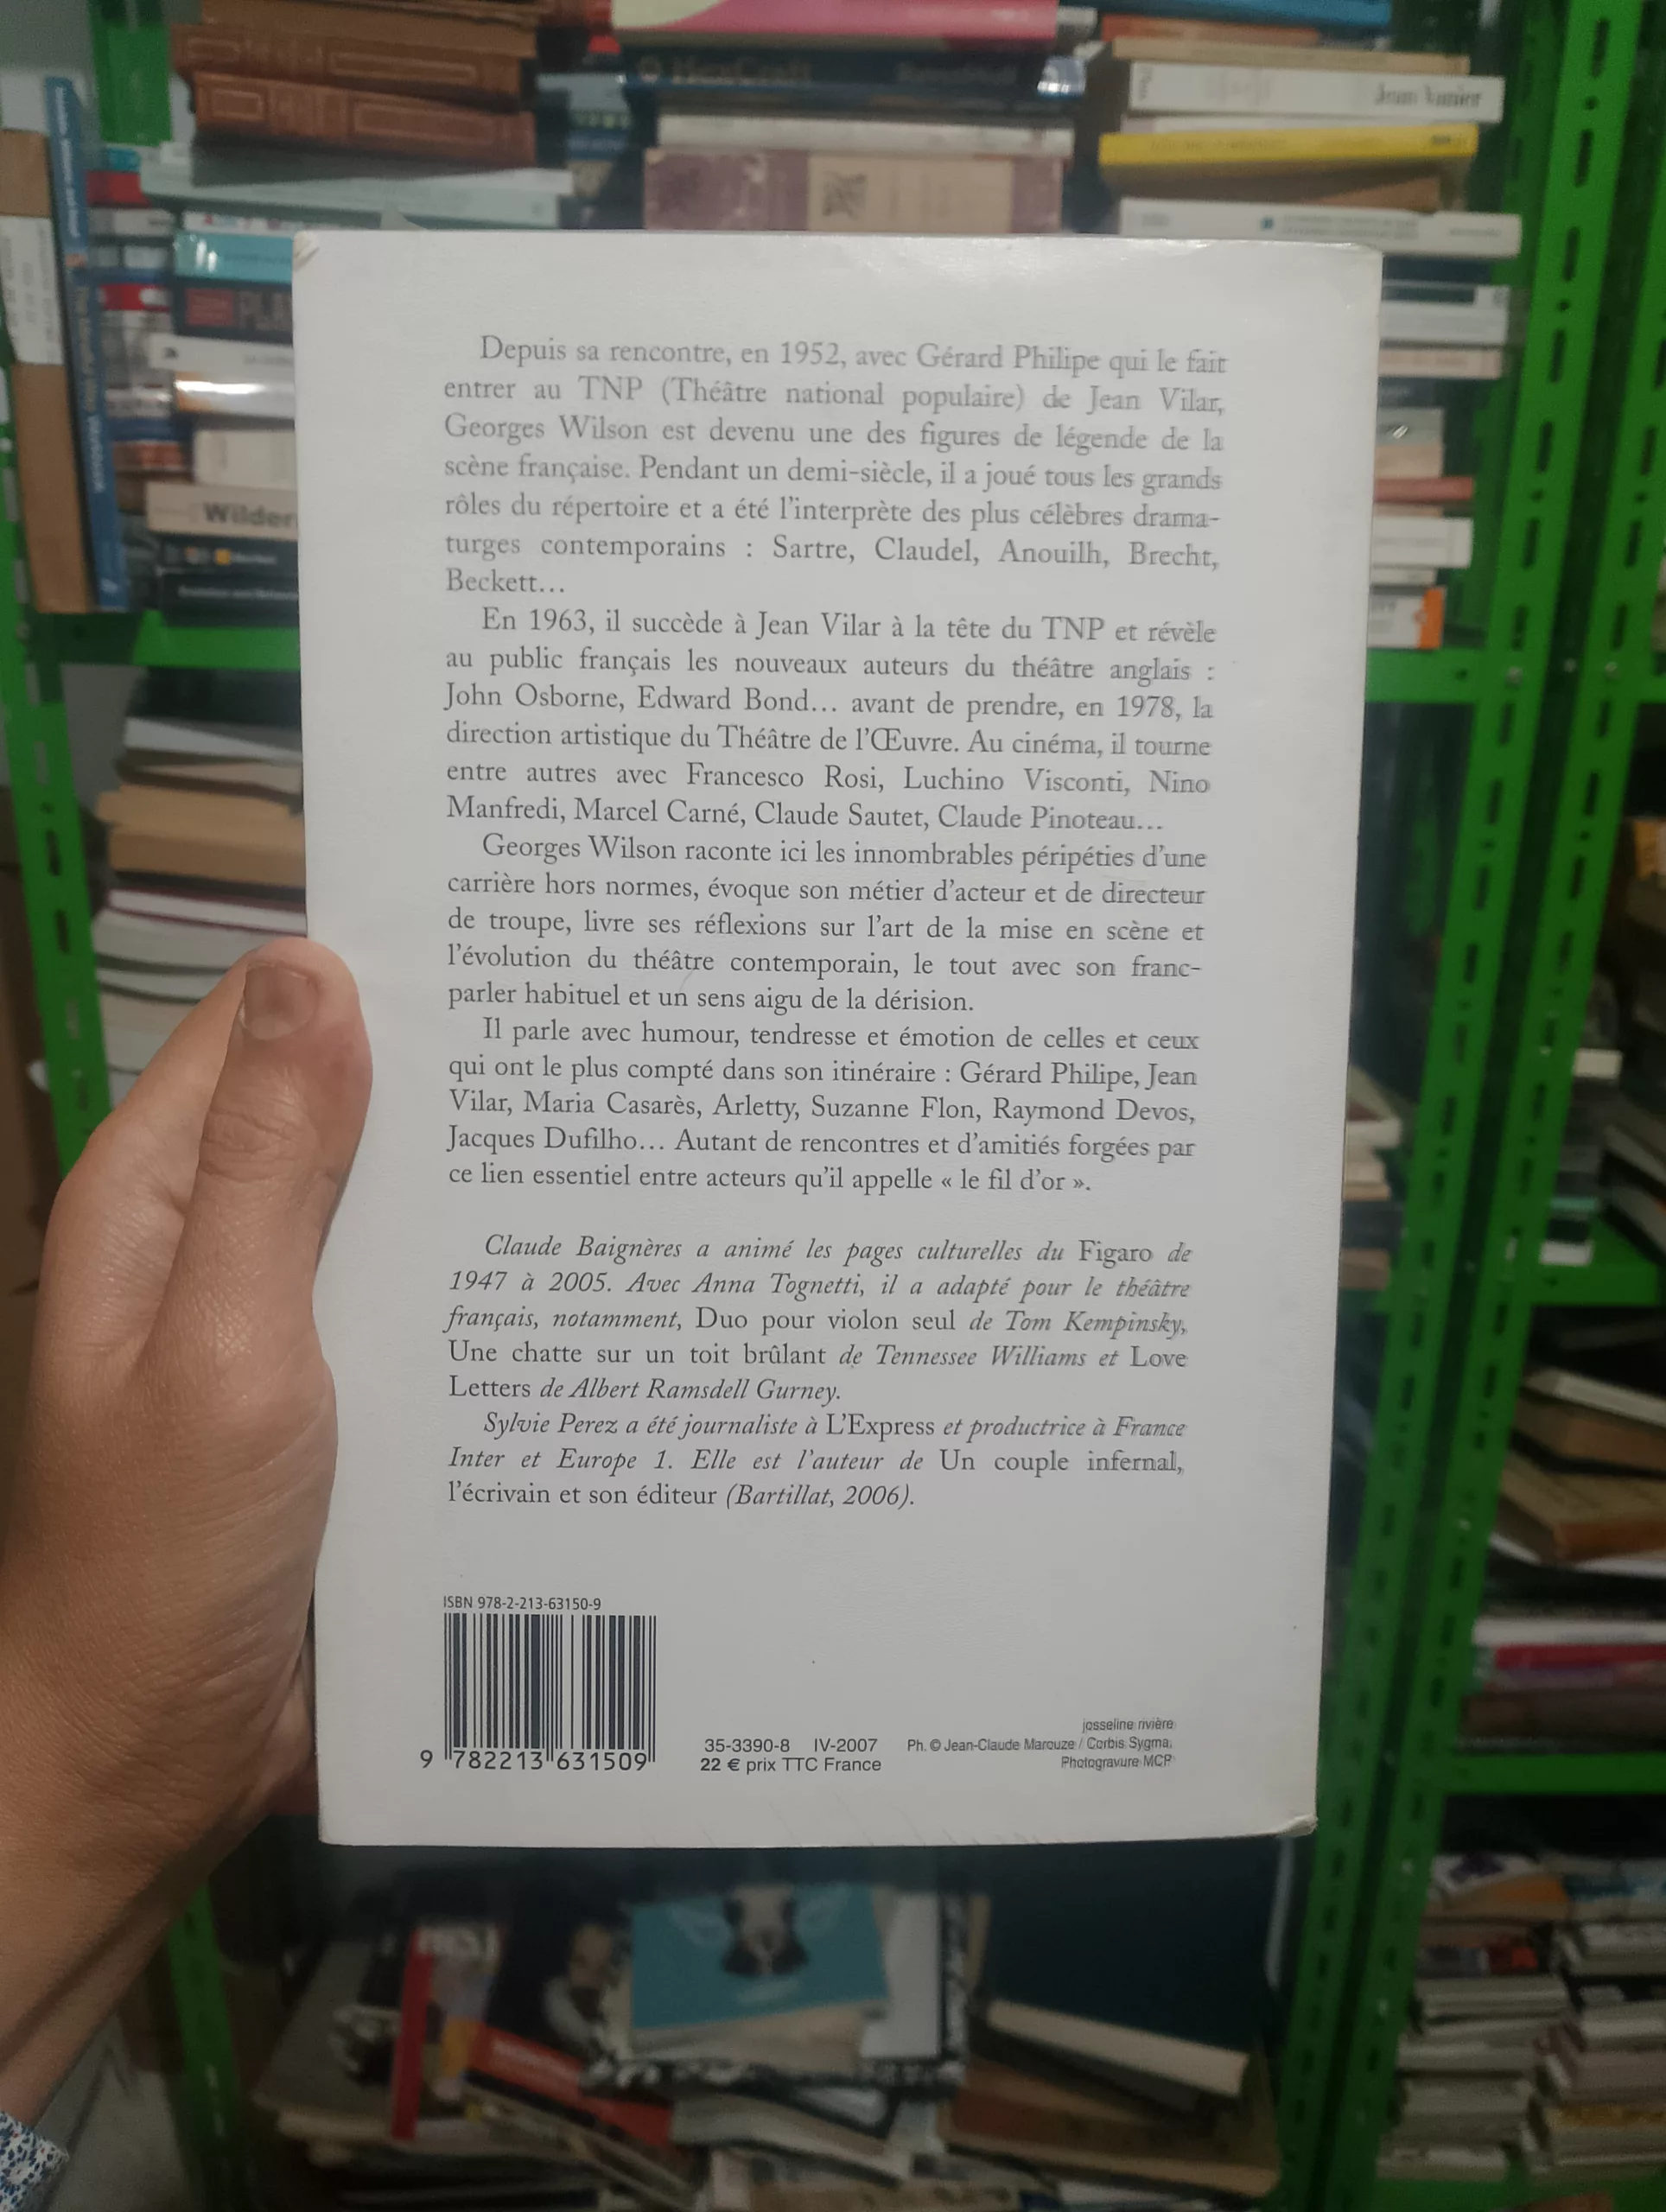 Jean Vanier
Wilder
Depuis sa rencontre, en 1952, avec Gérard Philipe qui le fait
entrer au TNP (Théâtre national populaire) de Jean Vilar,
Georges Wilson est devenu une des figures de légende de la
scène française. Pendant un demi-siècle, il a joué tous les grands
rôles du répertoire et a été l'interprète des plus célèbres drama-
turges contemporains : Sartre, Claudel, Anouilh, Brecht,
Beckett…
En 1963, il succède à Jean Vilar à la tête du TNP et révèle
au public français les nouveaux auteurs du théâtre anglais :
John Osborne, Edward Bond… avant de prendre, en 1978, la
direction artistique du Théâtre de l'Œuvre. Au cinéma, il tourne
entre autres avec Francesco Rosi, Luchino Visconti, Nino
Manfredi, Marcel Carné, Claude Sautet, Claude Pinoteau…
Georges Wilson raconte ici les innombrables péripéties d'une
carrière hors normes, évoque son métier d'acteur et de directeur
de troupe, livre ses réflexions sur l'art de la mise en scène et
l'évolution du théâtre contemporain, le tout avec son franc-
parler habituel et un sens aigu de la dérision.
Il parle avec humour, tendresse et émotion de celles et ceux
qui ont le plus compté dans son itinéraire : Gérard Philipe, Jean
Vilar, Maria Casarès, Arletty, Suzanne Flon, Raymond Devos,
Jacques Dufilho… Autant de rencontres et d'amitiés forgées par
ce lien essentiel entre acteurs qu'il appelle « le fil d'or ».
Claude Baignères a animé les pages culturelles du Figaro de
1947 à 2005. Avec Anna Tognetti, il a adapté pour le théâtre
français, notamment, Duo pour violon seul de Tom Kempinsky,
Une chatte sur un toit brûlant de Tennessee Williams et Love
Letters de Albert Ramsdell Gurney.
Sylvie Perez a été journaliste à L'Express et productrice à France
Inter et Europe 1. Elle est l'auteur de Un couple infernal,
l'écrivain et son éditeur (Bartillat, 2006).
ISBN 978-2-213-63150-9
9 782213 631509
35-3390-8 IV-2007
22 € prix TTC France
josseline rivière
Ph. © Jean-Claude Marouze / Corbis Sygma.
Photogravure MCP